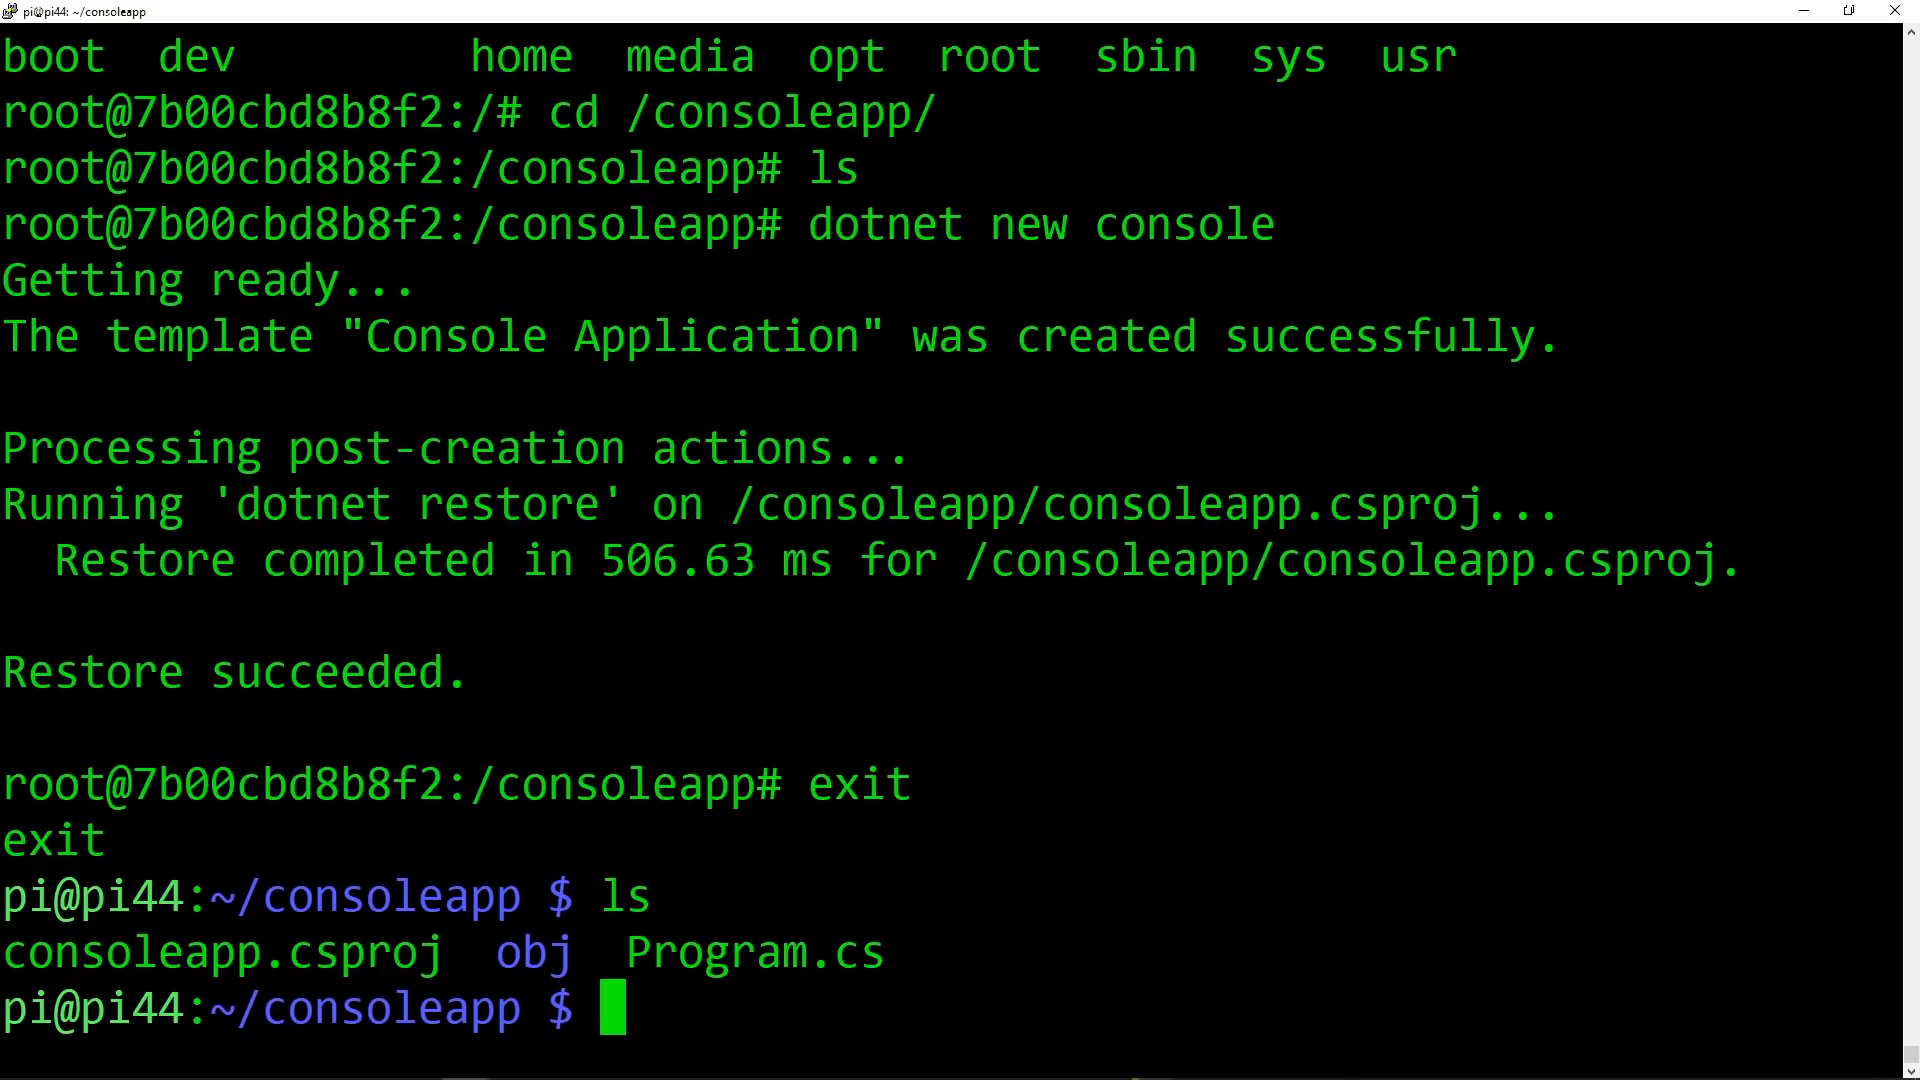 pi@pi44: ~/consoleapp
boot  dev         home  media  opt  root  sbin  sys  usr
root@7b00cbd8b8f2:/# cd /consoleapp/
root@7b00cbd8b8f2:/consoleapp# ls
root@7b00cbd8b8f2:/consoleapp# dotnet new console
Getting ready...
The template "Console Application" was created successfully.
Processing post-creation actions...
Running 'dotnet restore' on /consoleapp/consoleapp.csproj...
  Restore completed in 506.63 ms for /consoleapp/consoleapp.csproj.
Restore succeeded.
root@7b00cbd8b8f2:/consoleapp# exit
exit
pi@pi44:~/consoleapp $ ls
consoleapp.csproj  obj  Program.cs
pi@pi44:~/consoleapp $